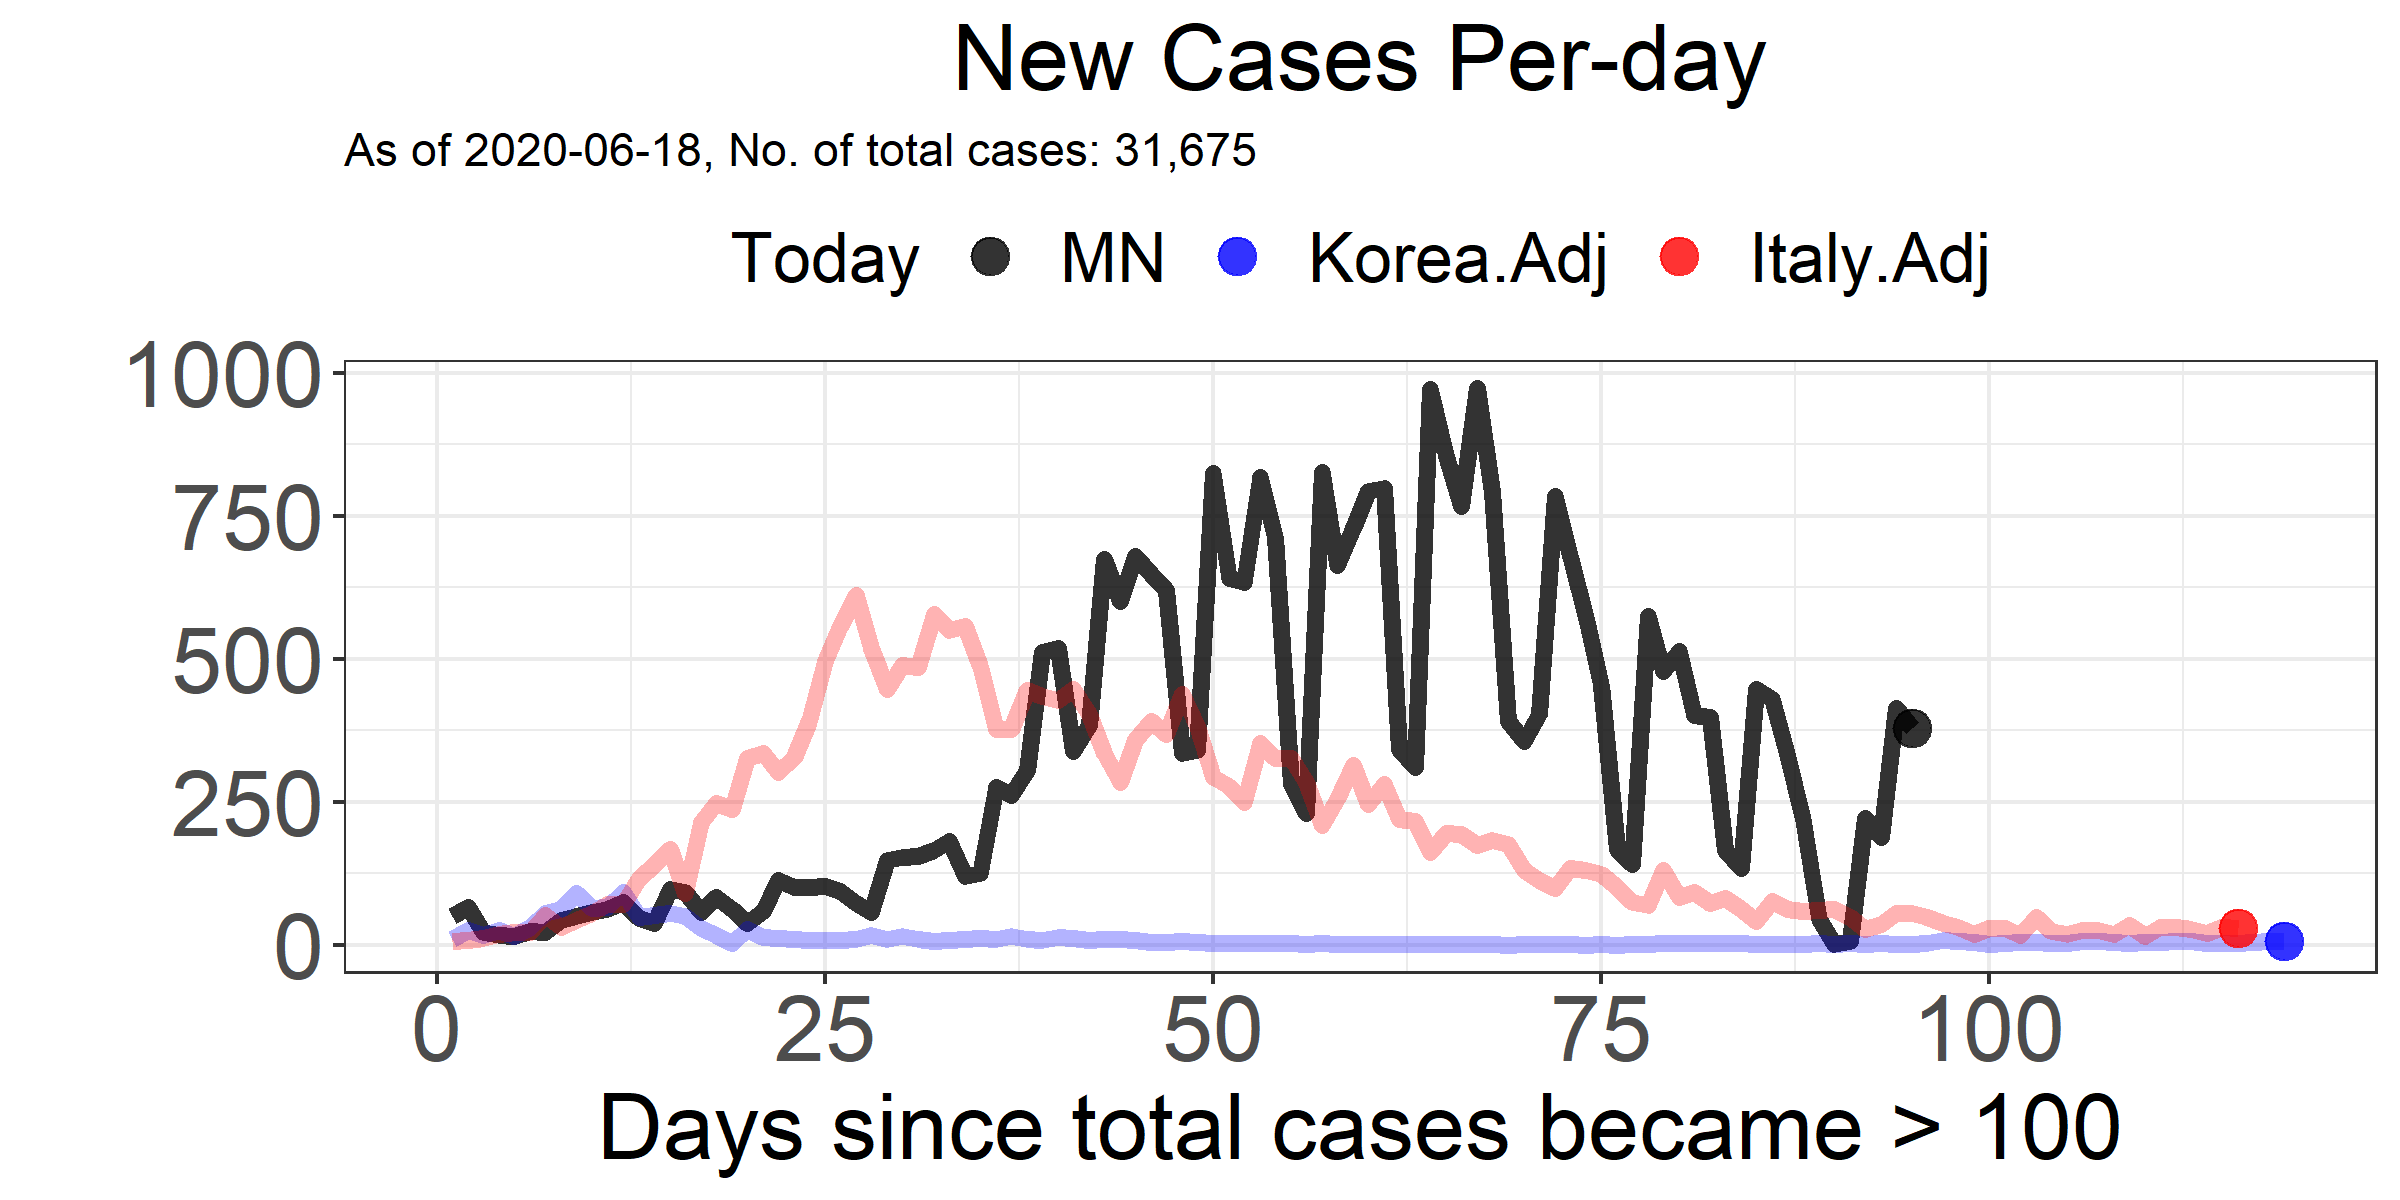 New Cases Per-day
As of 2020-06-18, No. of total cases: 31,675
Today MN Korea.Adj Italy.Adj
1000
750
500
250
0
0 25 50 75 100
Days since total cases became > 100